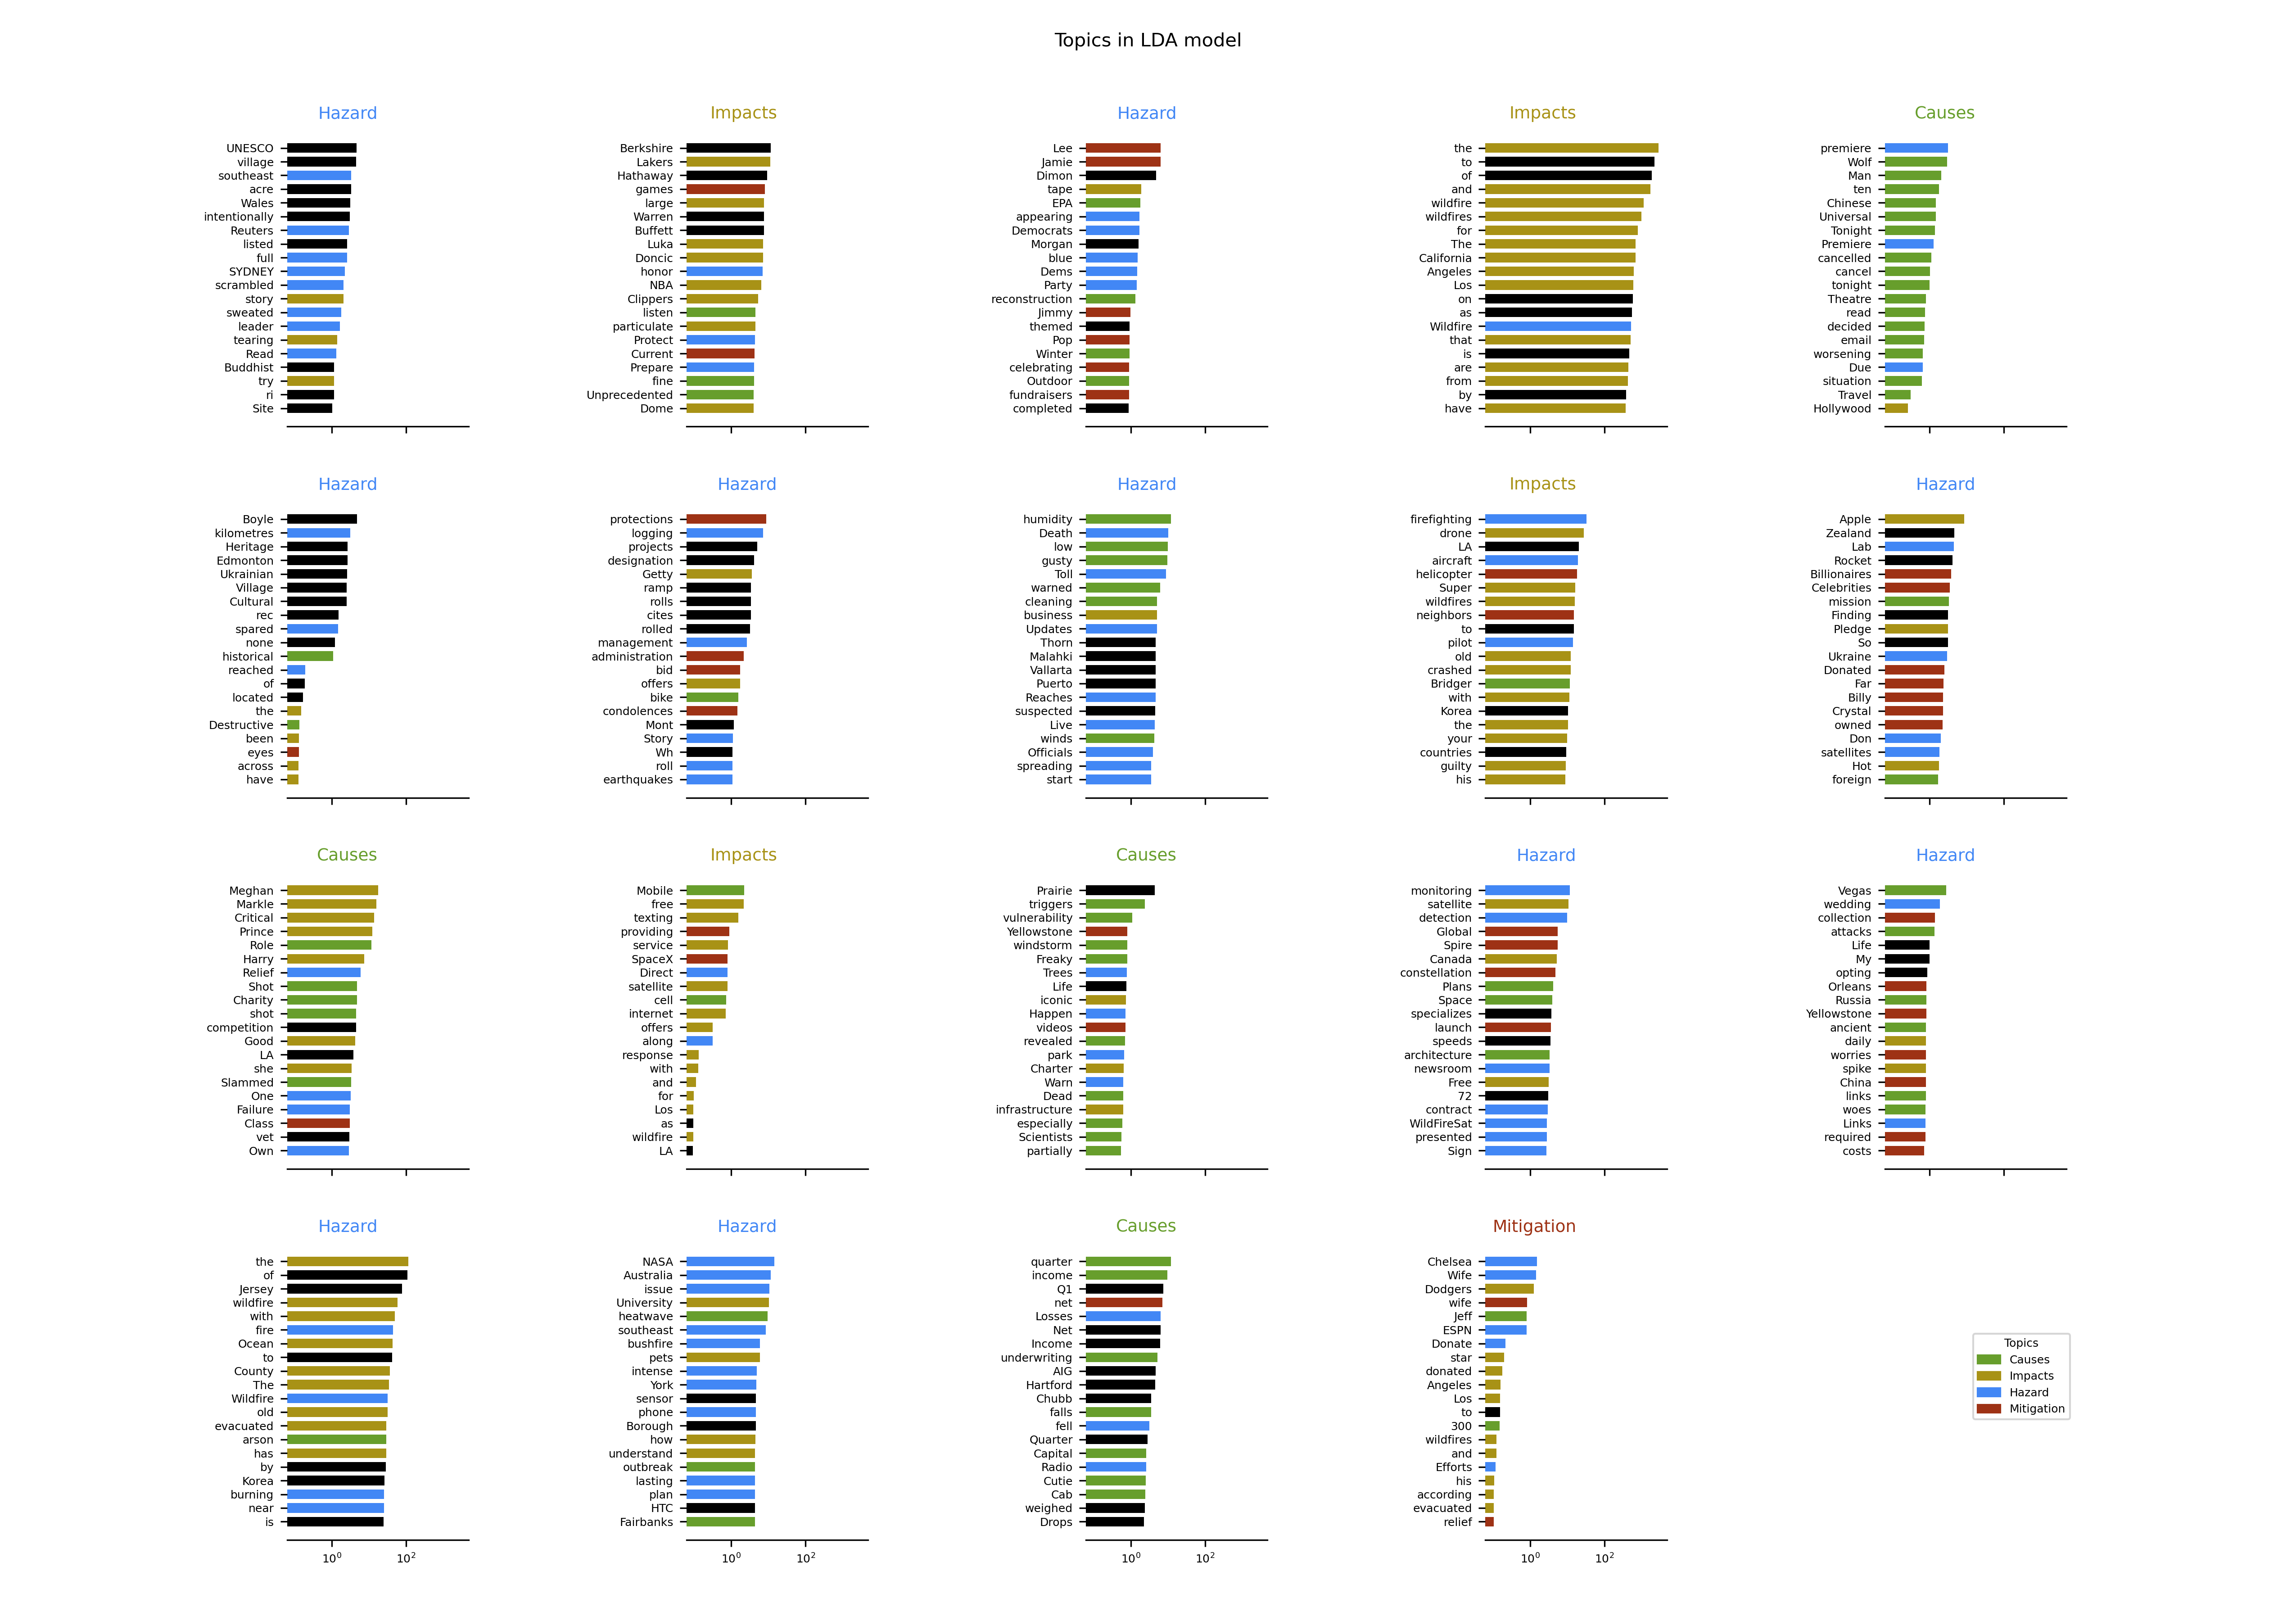 Topics in LDA model
Hazard
UNESCO
village
southeast
acre
Wales
intentionally
Reuters
listed
full
SYDNEY
scrambled
story
sweated
leader
tearing
Read
Buddhist
try
ri
Site
Impacts
Berkshire
Lakers
Hathaway
games
large
Warren
Buffett
Luka
Doncic
honor
NBA
Clippers
listen
particulate
Protect
Current
Prepare
fine
Unprecedented
Dome
Hazard
Lee
Jamie
Dimon
tape
EPA
appearing
Democrats
Morgan
blue
Dems
Party
reconstruction
Jimmy
themed
Pop
Winter
celebrating
Outdoor
fundraisers
completed
Impacts
the
to
of
and
wildfire
wildfires
for
The
California
Angeles
Los
on
as
Wildfire
that
is
are
from
by
have
Causes
premiere
Wolf
Man
ten
Chinese
Universal
Tonight
Premiere
cancelled
cancel
tonight
Theatre
read
decided
email
worsening
Due
situation
Travel
Hollywood
Hazard
Boyle
kilometres
Heritage
Edmonton
Ukrainian
Village
Cultural
rec
spared
none
historical
reached
of
located
the
Destructive
been
eyes
across
have
Hazard
protections
logging
projects
designation
Getty
ramp
rolls
cites
rolled
management
administration
bid
offers
bike
condolences
Mont
Story
Wh
roll
earthquakes
Hazard
humidity
Death
low
gusty
Toll
warned
cleaning
business
Updates
Thorn
Malahki
Vallarta
Puerto
Reaches
suspected
Live
winds
Officials
spreading
start
Impacts
firefighting
drone
LA
aircraft
helicopter
Super
wildfires
neighbors
to
pilot
old
crashed
Bridger
with
Korea
the
your
countries
guilty
his
Hazard
Apple
Zealand
Lab
Rocket
Billionaires
Celebrities
mission
Finding
Pledge
So
Ukraine
Donated
Far
Billy
Crystal
owned
Don
satellites
Hot
foreign
Causes
Meghan
Markle
Critical
Prince
Role
Harry
Relief
Shot
Charity
shot
competition
Good
LA
she
Slammed
One
Failure
Class
vet
Own
Impacts
Mobile
free
texting
providing
service
SpaceX
Direct
satellite
cell
internet
offers
along
response
with
and
for
Los
as
wildfire
LA
Causes
Prairie
triggers
vulnerability
Yellowstone
windstorm
Freaky
Trees
Life
iconic
Happen
videos
revealed
park
Charter
Warn
Dead
infrastructure
especially
Scientists
partially
Hazard
monitoring
satellite
detection
Global
Spire
Canada
constellation
Plans
Space
specializes
launch
speeds
architecture
newsroom
Free
72
contract
WildFireSat
presented
Sign
Hazard
Vegas
wedding
collection
attacks
Life
My
opting
Orleans
Russia
Yellowstone
ancient
daily
worries
spike
China
links
woes
Links
required
costs
Hazard
the
of
Jersey
wildfire
with
fire
Ocean
to
County
The
Wildfire
old
evacuated
arson
has
by
Korea
burning
near
is
10⁰ 10²
Hazard
NASA
Australia
issue
University
heatwave
southeast
bushfire
pets
intense
York
sensor
phone
Borough
how
understand
outbreak
lasting
plan
HTC
Fairbanks
10⁰ 10²
Causes
quarter
income
Q1
net
Losses
Net
Income
underwriting
AIG
Hartford
Chubb
falls
fell
Quarter
Capital
Radio
Cutie
Cab
weighed
Drops
10⁰ 10²
Mitigation
Chelsea
Wife
Dodgers
wife
Jeff
ESPN
Donate
star
donated
Angeles
Los
to
300
wildfires
and
Efforts
his
according
evacuated
relief
10⁰ 10²
Topics
Causes
Impacts
Hazard
Mitigation